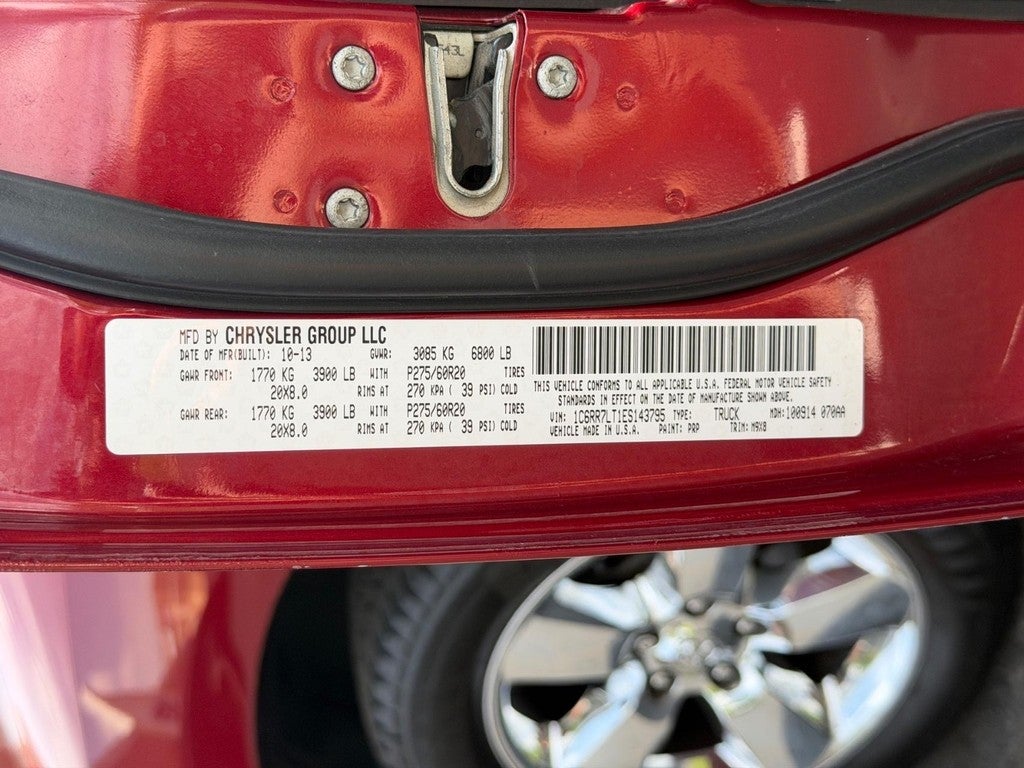 543L
MFD BY CHRYSLER GROUP LLC
DATE OF MFR(BUILT): 10-13 GVWR: 3085 KG 6800 LB
GAWR FRONT: 1770 KG 3900 LB WITH P275/60R20 TIRES
20X8.0 RIMS AT 270 KPA ( 39 PSI) COLD
GAWR REAR: 1770 KG 3900 LB WITH P275/60R20 TIRES
20X8.0 RIMS AT 270 KPA ( 39 PSI) COLD
THIS VEHICLE CONFORMS TO ALL APPLICABLE U.S.A. FEDERAL MOTOR VEHICLE SAFETY
STANDARDS IN EFFECT ON THE DATE OF MANUFACTURE SHOWN ABOVE.
VIN: 1C6RR7LT1ES143795 TYPE: TRUCK MDH: 100914 070AA
VEHICLE MADE IN U.S.A. PAINT: PRP TRIM: M9X8